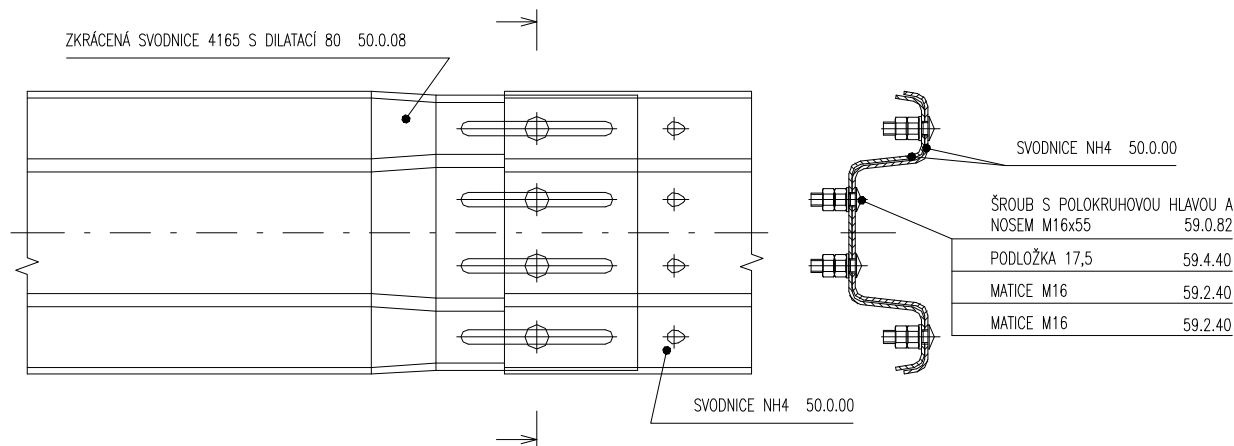 ZKRÁCENÁ SVODNICE 4165 S DILATACÍ 80 50.0.08
SVODNICE NH4 50.0.00
ŠROUB S POLOKRUHOVOU HLAVOU A
NOSEM M16x55 59.0.82
PODLOŽKA 17,5 59.4.40
MATICE M16 59.2.40
MATICE M16 59.2.40
SVODNICE NH4 50.0.00